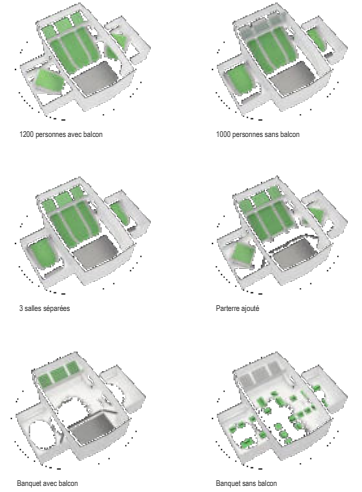 1200 personnes avec balcon
1000 personnes sans balcon
3 salles séparées
Parterre ajouté
Banquet avec balcon
Banquet sans balcon